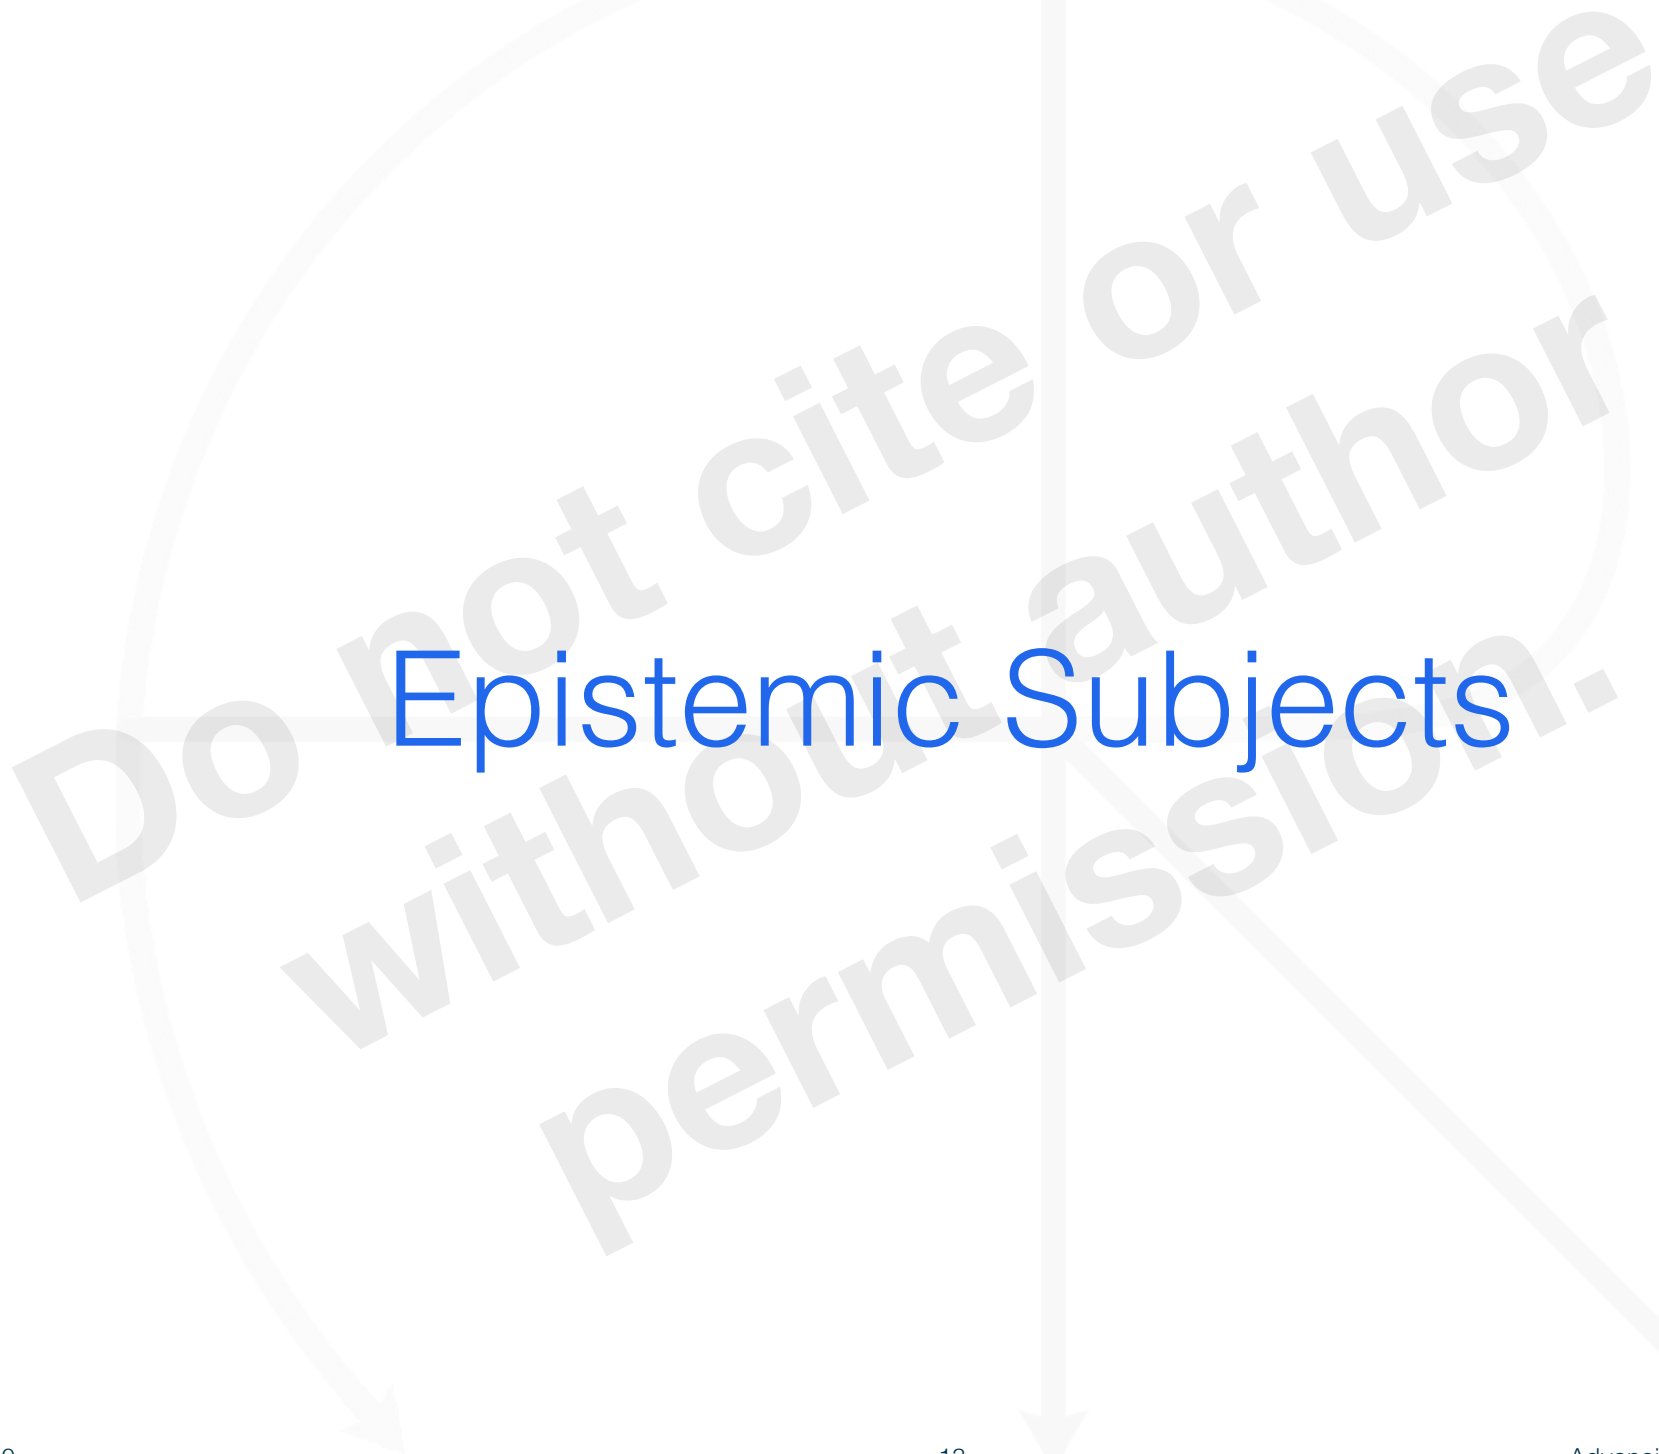 Do not cite or use
without author
permission.
Epistemic Subjects